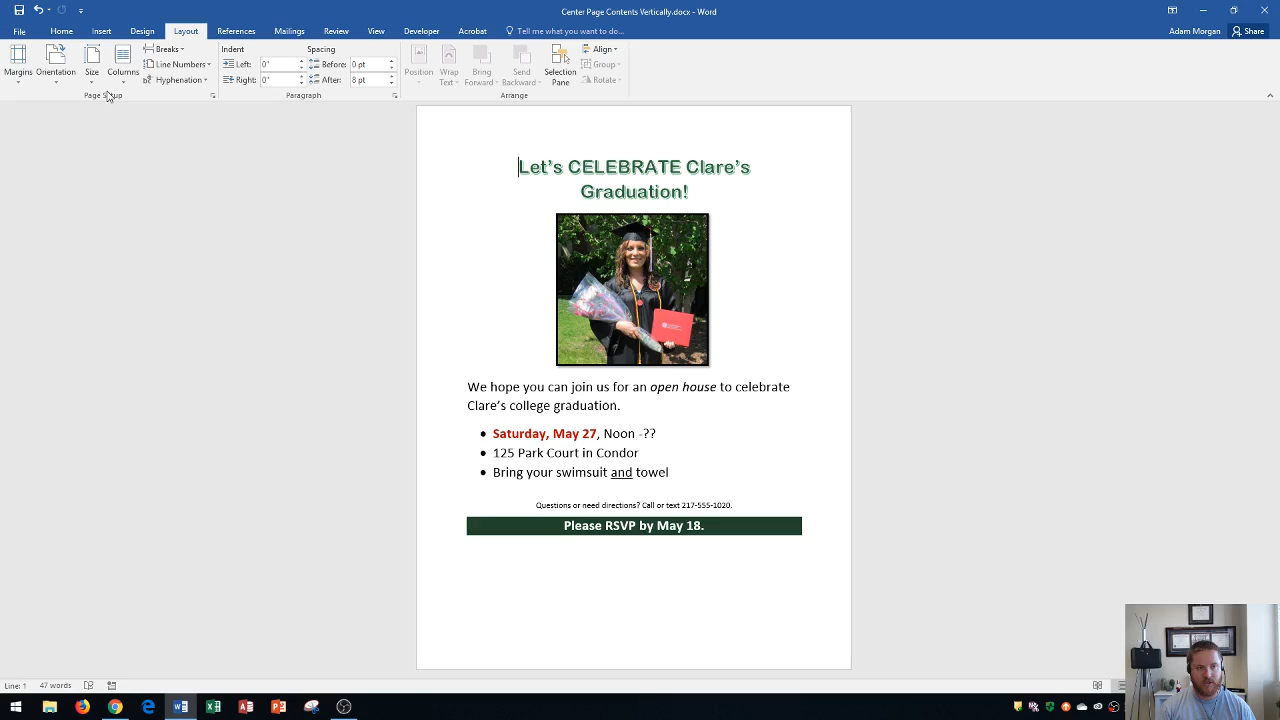 Center Page Contents Vertically.docx - Word
File Home Insert Design Layout References Mailings Review View Developer Acrobat Tell me what you want to do... Adam Morgan Share
Margins Orientation Size Columns
Breaks
Line Numbers
Hyphenation
Page Setup
Indent Spacing
Left: 0" Before: 0 pt
Right: 0" After: 8 pt
Paragraph
Position Wrap Text Bring Forward Send Backward Selection Pane
Align
Group
Rotate
Arrange
Let's CELEBRATE Clare's
Graduation!
We hope you can join us for an open house to celebrate
Clare's college graduation.
• Saturday, May 27, Noon -??
• 125 Park Court in Condor
• Bring your swimsuit and towel
Questions or need directions? Call or text 217-555-1020.
Please RSVP by May 18.
Line: 1 47 words